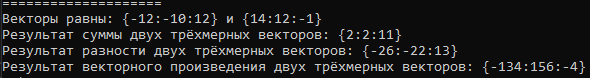 ====================
Векторы равны: {-12:-10:12} и {14:12:-1}
Результат суммы двух трёхмерных векторов: {2:2:11}
Результат разности двух трёхмерных векторов: {-26:-22:13}
Результат векторного произведения двух трёхмерных векторов: {-134:156:-4}